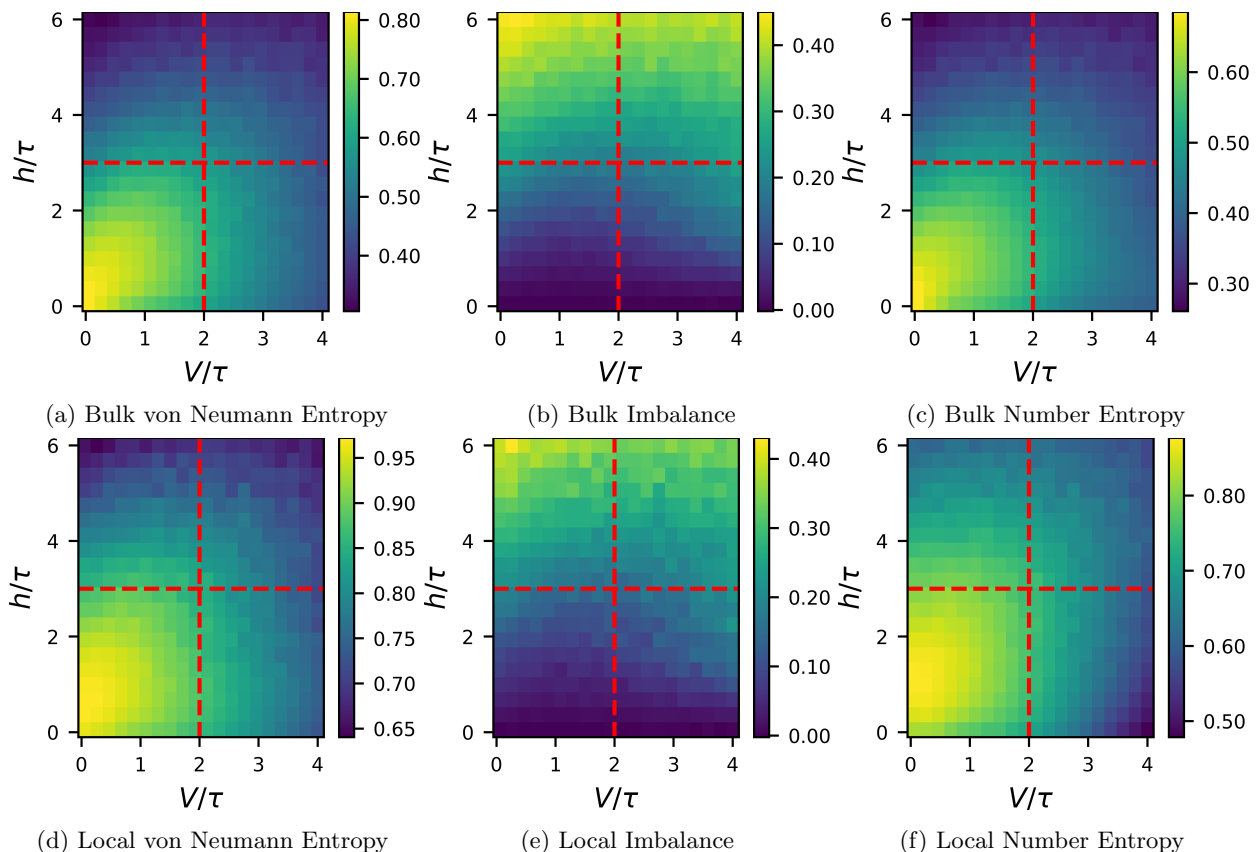 6
4
2
0
h/τ
0 1 2 3 4
V/τ
0.80
0.70
0.60
0.50
0.40
(a) Bulk von Neumann Entropy
6
4
2
0
h/τ
0 1 2 3 4
V/τ
0.40
0.30
0.20
0.10
0.00
(b) Bulk Imbalance
6
4
2
0
h/τ
0 1 2 3 4
V/τ
0.60
0.50
0.40
0.30
(c) Bulk Number Entropy
6
4
2
0
h/τ
0 1 2 3 4
V/τ
0.95
0.90
0.85
0.80
0.75
0.70
0.65
(d) Local von Neumann Entropy
6
4
2
0
h/τ
0 1 2 3 4
V/τ
0.40
0.30
0.20
0.10
0.00
(e) Local Imbalance
6
4
2
0
h/τ
0 1 2 3 4
V/τ
0.80
0.70
0.60
0.50
(f) Local Number Entropy